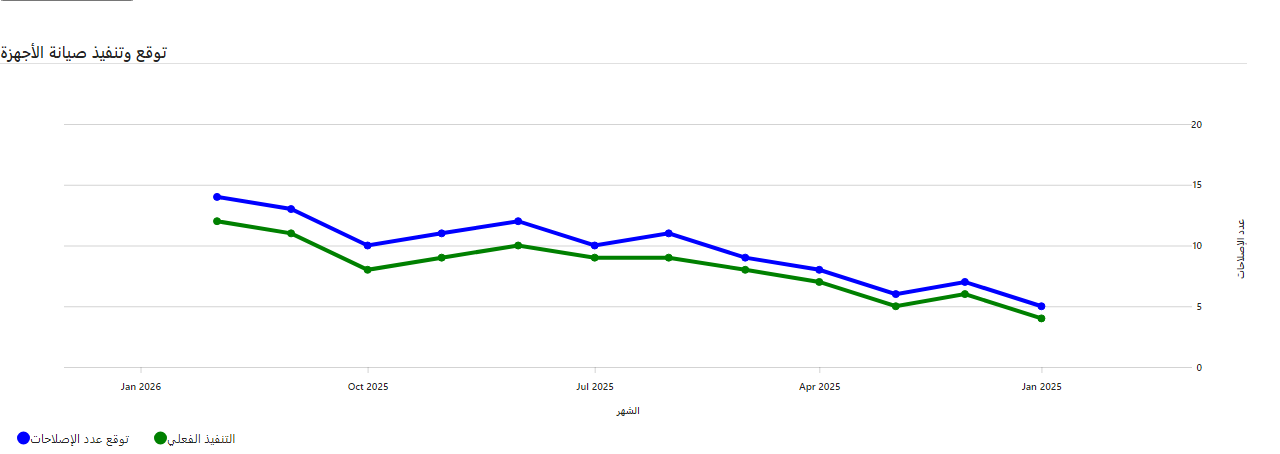 توقع وتنفيذ صيانة الأجهزة
20
15
10
5
0
عدد الإصلاحات
Jan 2026 Oct 2025 Jul 2025 Apr 2025 Jan 2025
الشهر
توقع عدد الإصلاحات التنفيذ الفعلي